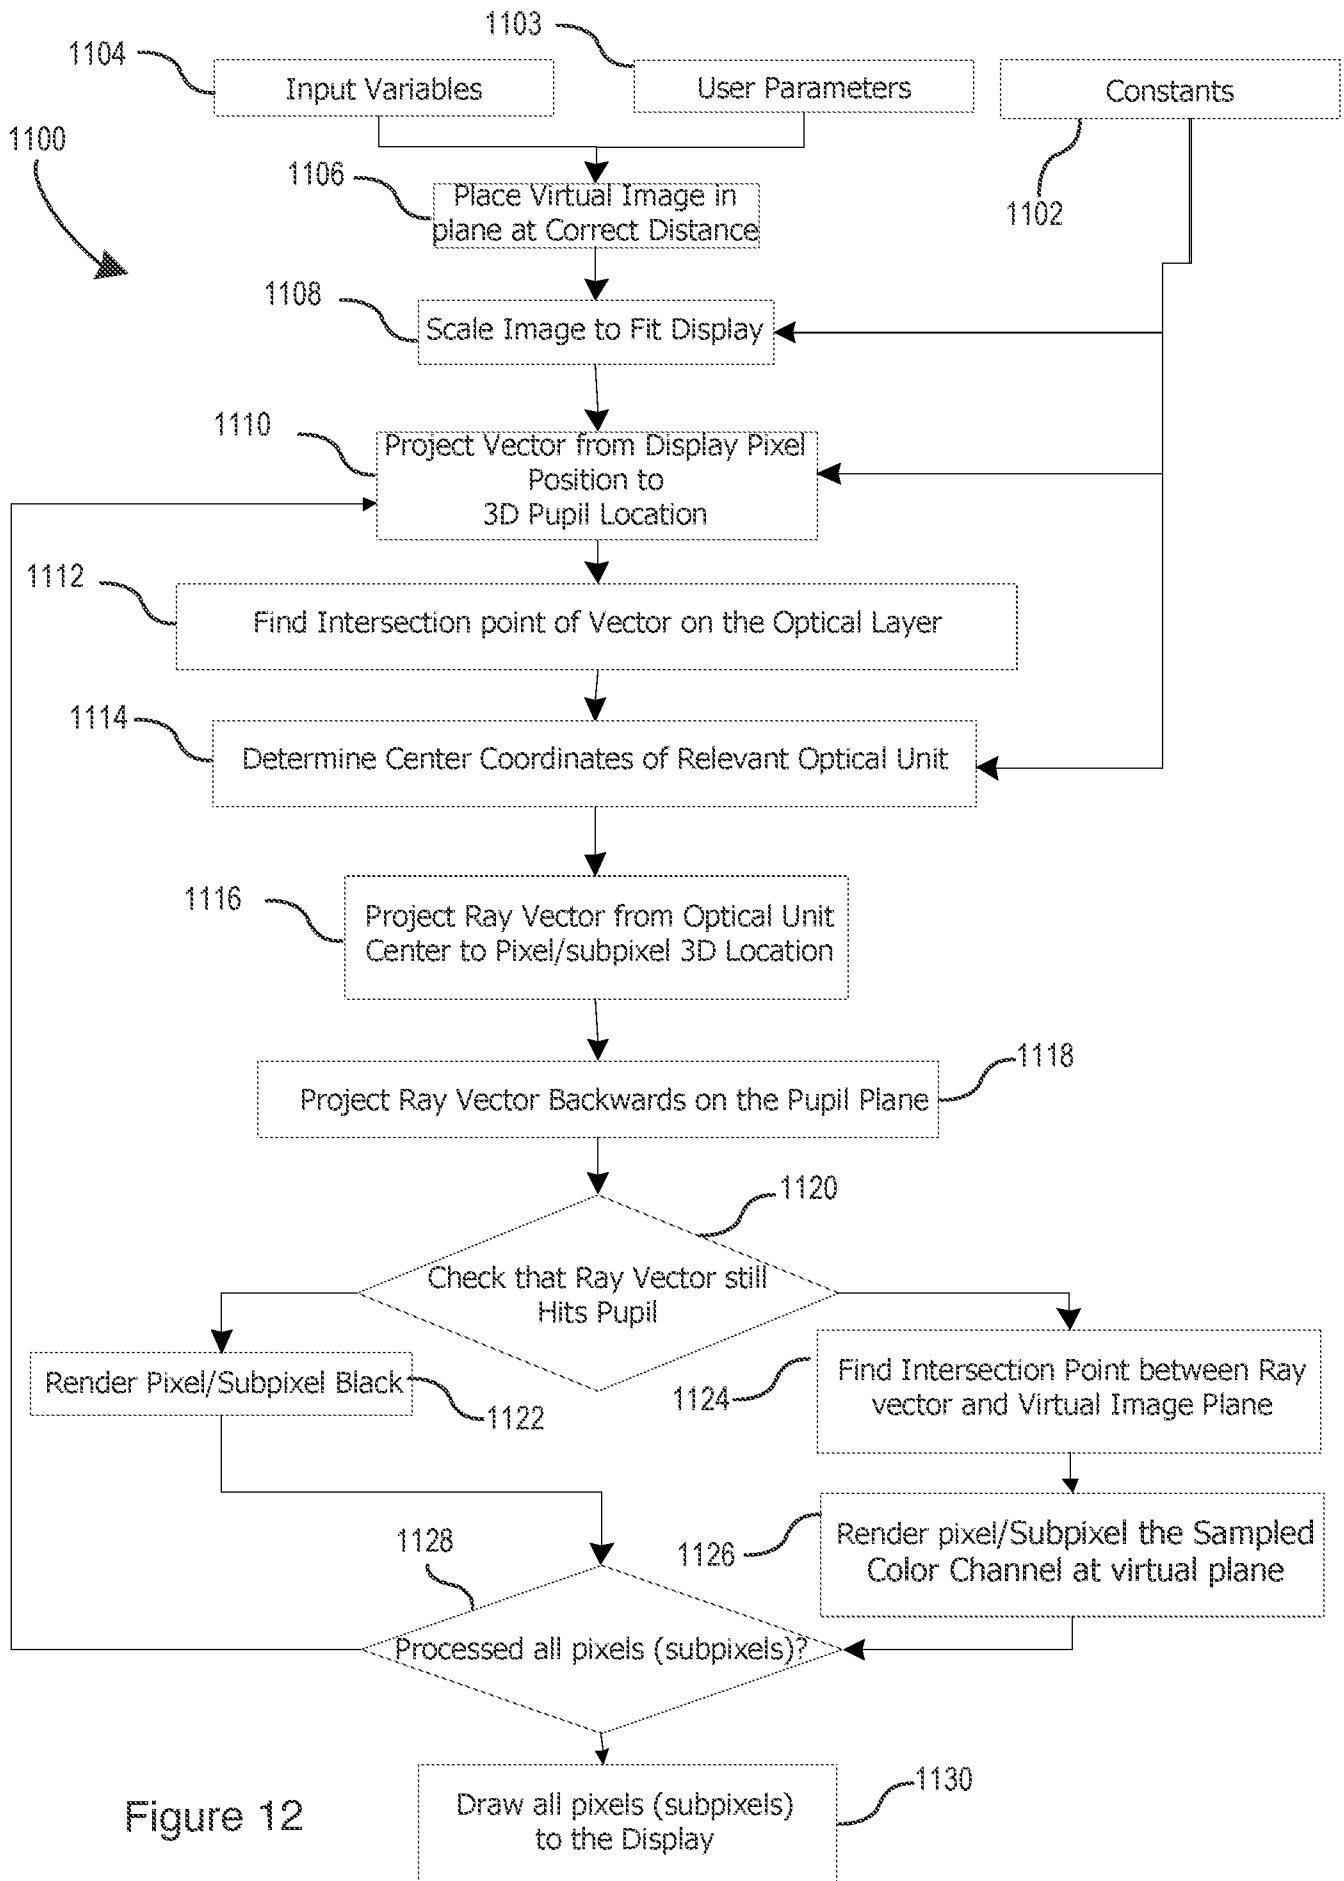 1103
1104
User Parameters
Input Variables
Constants
1100
1106
Place Virtual Image in
plane at Correct Distance
1102
1108
Scale Image to Fit Display
1110
Project Vector from Display Pixel
Position to
3D Pupil Location
1112
Find Intersection point of Vector on the Optical Layer
1114
Determine Center Coordinates of Relevant Optical Unit
1116
Project Ray Vector from Optical Unit
Center to Pixel/subpixel 3D Location
1118
Project Ray Vector Backwards on the Pupil Plane
1120
Check that Ray Vector still
Hits Pupil
Render Pixel/Subpixel Black
1122
1124
Find Intersection Point between Ray
vector and Virtual Image Plane
1126
Render pixel/Subpixel the Sampled
Color Channel at virtual plane
1128
Processed all pixels (subpixels)?
1130
Draw all pixels (subpixels)
to the Display
Figure 12